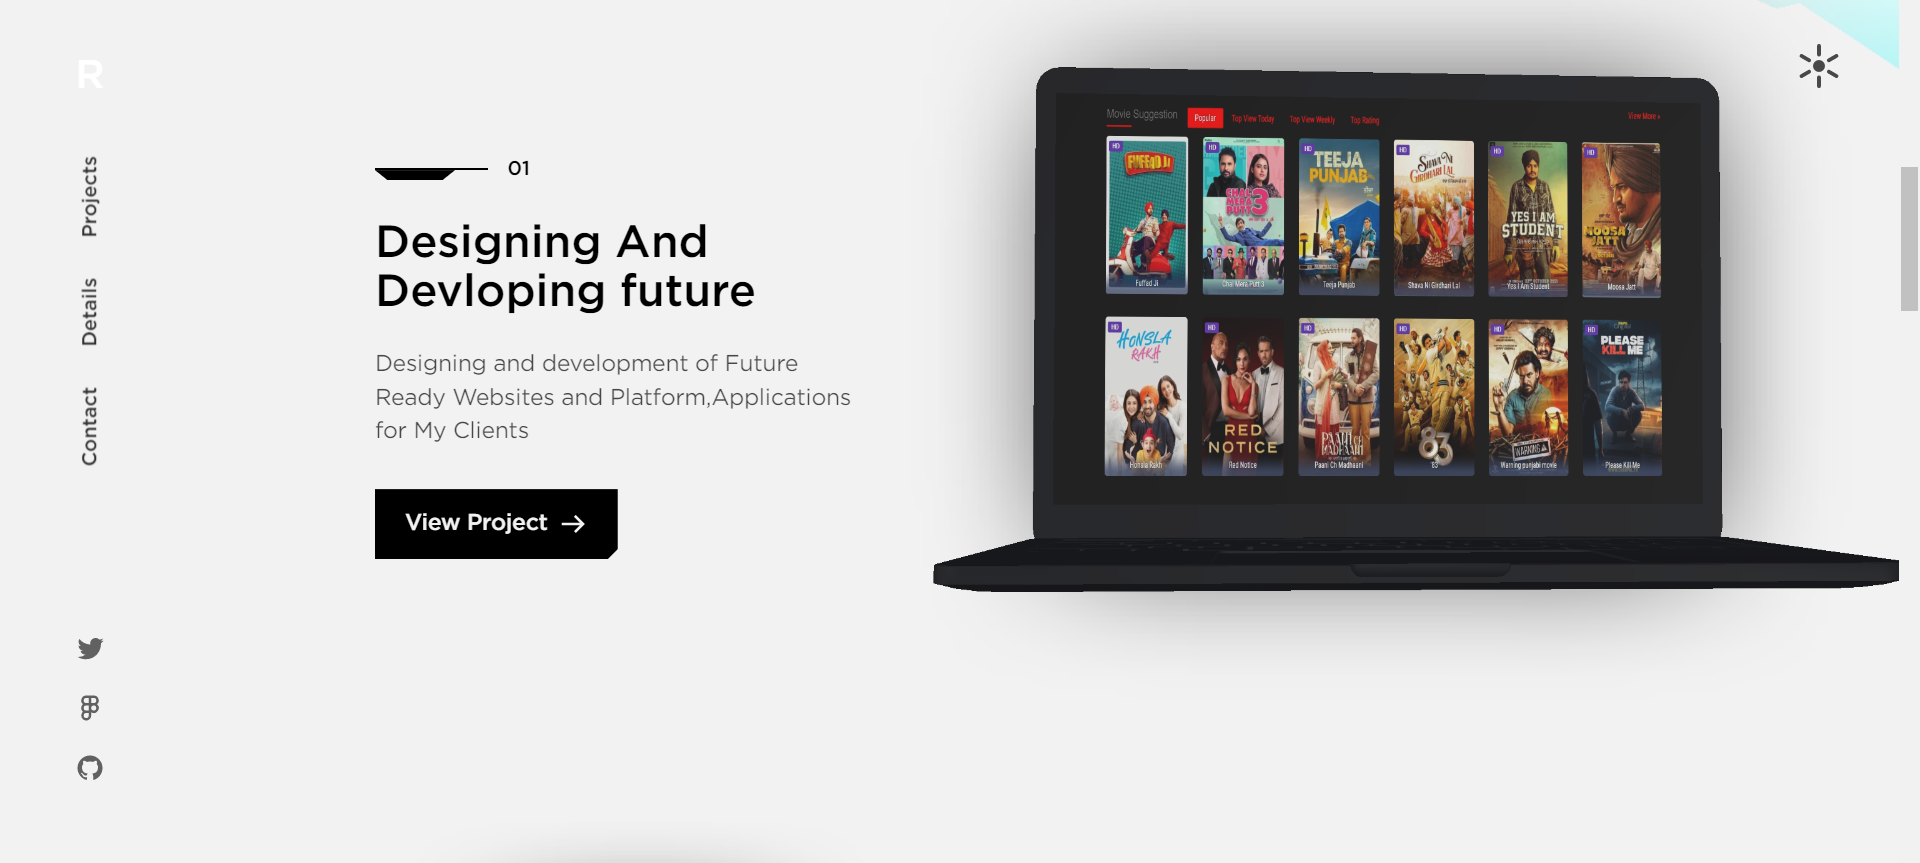 R
Projects
Details
Contact
01
Designing And
Devloping future
Designing and development of Future
Ready Websites and Platform,Applications
for My Clients
View Project
Movie Suggestion
Popular
Top View Today
Top View Weekly
Top Rating
View More »
HD
FUFFAD JI
Fuffad Ji
HD
CHAL
MERA
PUTT 3
Chal Mera Putt 3
HD
TEEJA
PUNJAB
Teeja Punjab
HD
SHAVA NI
GIRDHARI LAL
Shava Ni Girdhari Lal
HD
YES I AM
STUDENT
Yes I Am Student
HD
MOOSA
JATT
Moosa Jatt
HD
HONSLA
RAKH
Honsla Rakh
HD
RED
NOTICE
Red Notice
HD
PAANI CH
MADHAANI
Paani Ch Madhaani
HD
83
'83
HD
WARNING
Warning punjabi movie
HD
PLEASE
KILL ME
Please Kill Me